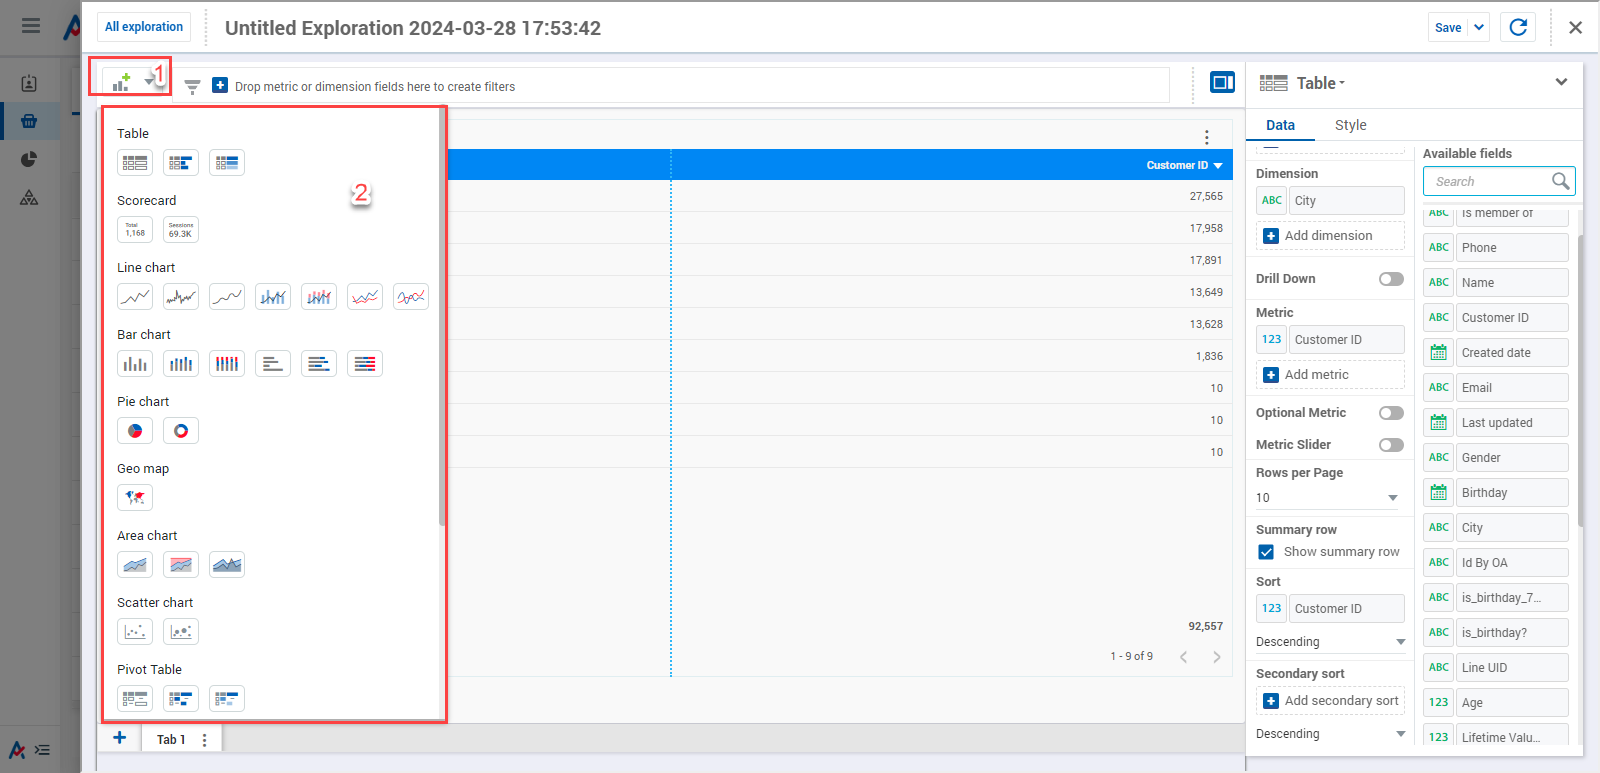 All exploration
Untitled Exploration 2024-03-28 17:53:42
Save
1
Drop metric or dimension fields here to create filters
Table
2
Scorecard
Total
1,168
Sessions
69.3K
Line chart
Bar chart
Pie chart
Geo map
Area chart
Scatter chart
Pivot Table
Customer ID
27,565
17,958
17,891
13,649
13,628
1,836
10
10
10
92,557
1 - 9 of 9
Tab 1
Table
Data
Style
Dimension
ABC City
Add dimension
Drill Down
Metric
123 Customer ID
Add metric
Optional Metric
Metric Slider
Rows per Page
10
Summary row
Show summary row
Sort
123 Customer ID
Descending
Secondary sort
Add secondary sort
Descending
Available fields
Search
ABC Is member of
ABC Phone
ABC Name
ABC Customer ID
Created date
ABC Email
Last updated
ABC Gender
Birthday
ABC City
ABC Id By OA
ABC is_birthday_7...
ABC is_birthday?
ABC Line UID
123 Age
123 Lifetime Valu...